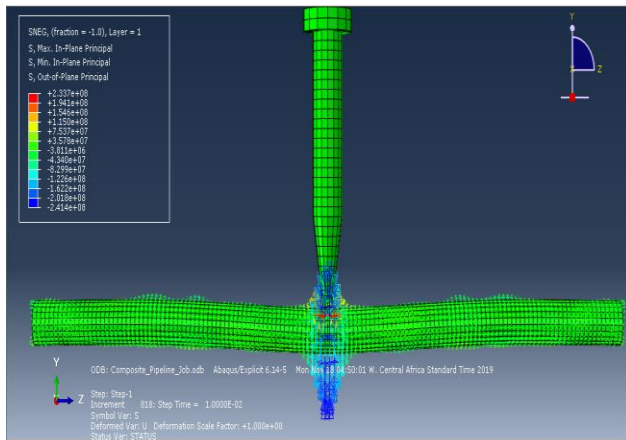 SNEG, (fraction = -1.0), Layer = 1
S, Max. In-Plane Principal
S, Min. In-Plane Principal
S, Out-of-Plane Principal
+2.337e+08
+1.941e+08
+1.546e+08
+1.150e+08
+7.537e+07
+3.578e+07
-3.811e+06
-4.340e+07
-8.299e+07
-1.226e+08
-1.622e+08
-2.018e+08
-2.414e+08
Y
Z
Y
Z
ODB: Composite_Pipeline_Job.odb Abaqus/Explicit 6.14-5 Mon Nov 04:50:01 W. Central Africa Standard Time 2019
Step: Step-1
Increment 818: Step Time = 1.0000E-02
Symbol Var: S
Deformed Var: U Deformation Scale Factor: +1.000e+00
Status Var: STATUS